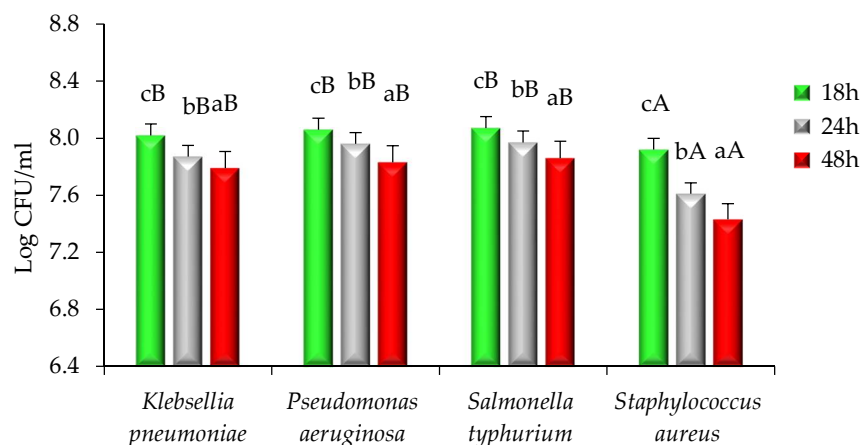 8.8
8.4
8.0
7.6
7.2
6.8
6.4
Log CFU/ml
cB
bB
aB
cB
bB
aB
cB
bB
aB
cA
bA
aA
18h
24h
48h
Klebsellia
pneumoniae
Pseudomonas
aeruginosa
Salmonella
typhurium
Staphylococcus
aureus